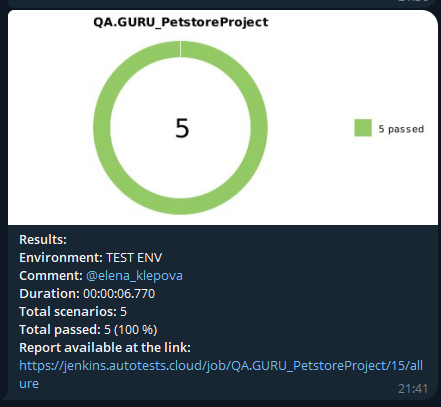 QA.GURU_PetstoreProject
5
5 passed
Results:
Environment: TEST ENV
Comment: @elena_klepova
Duration: 00:00:06.770
Total scenarios: 5
Total passed: 5 (100 %)
Report available at the link:
https://jenkins.autotests.cloud/job/QA.GURU_PetstoreProject/15/all
ure
21:41